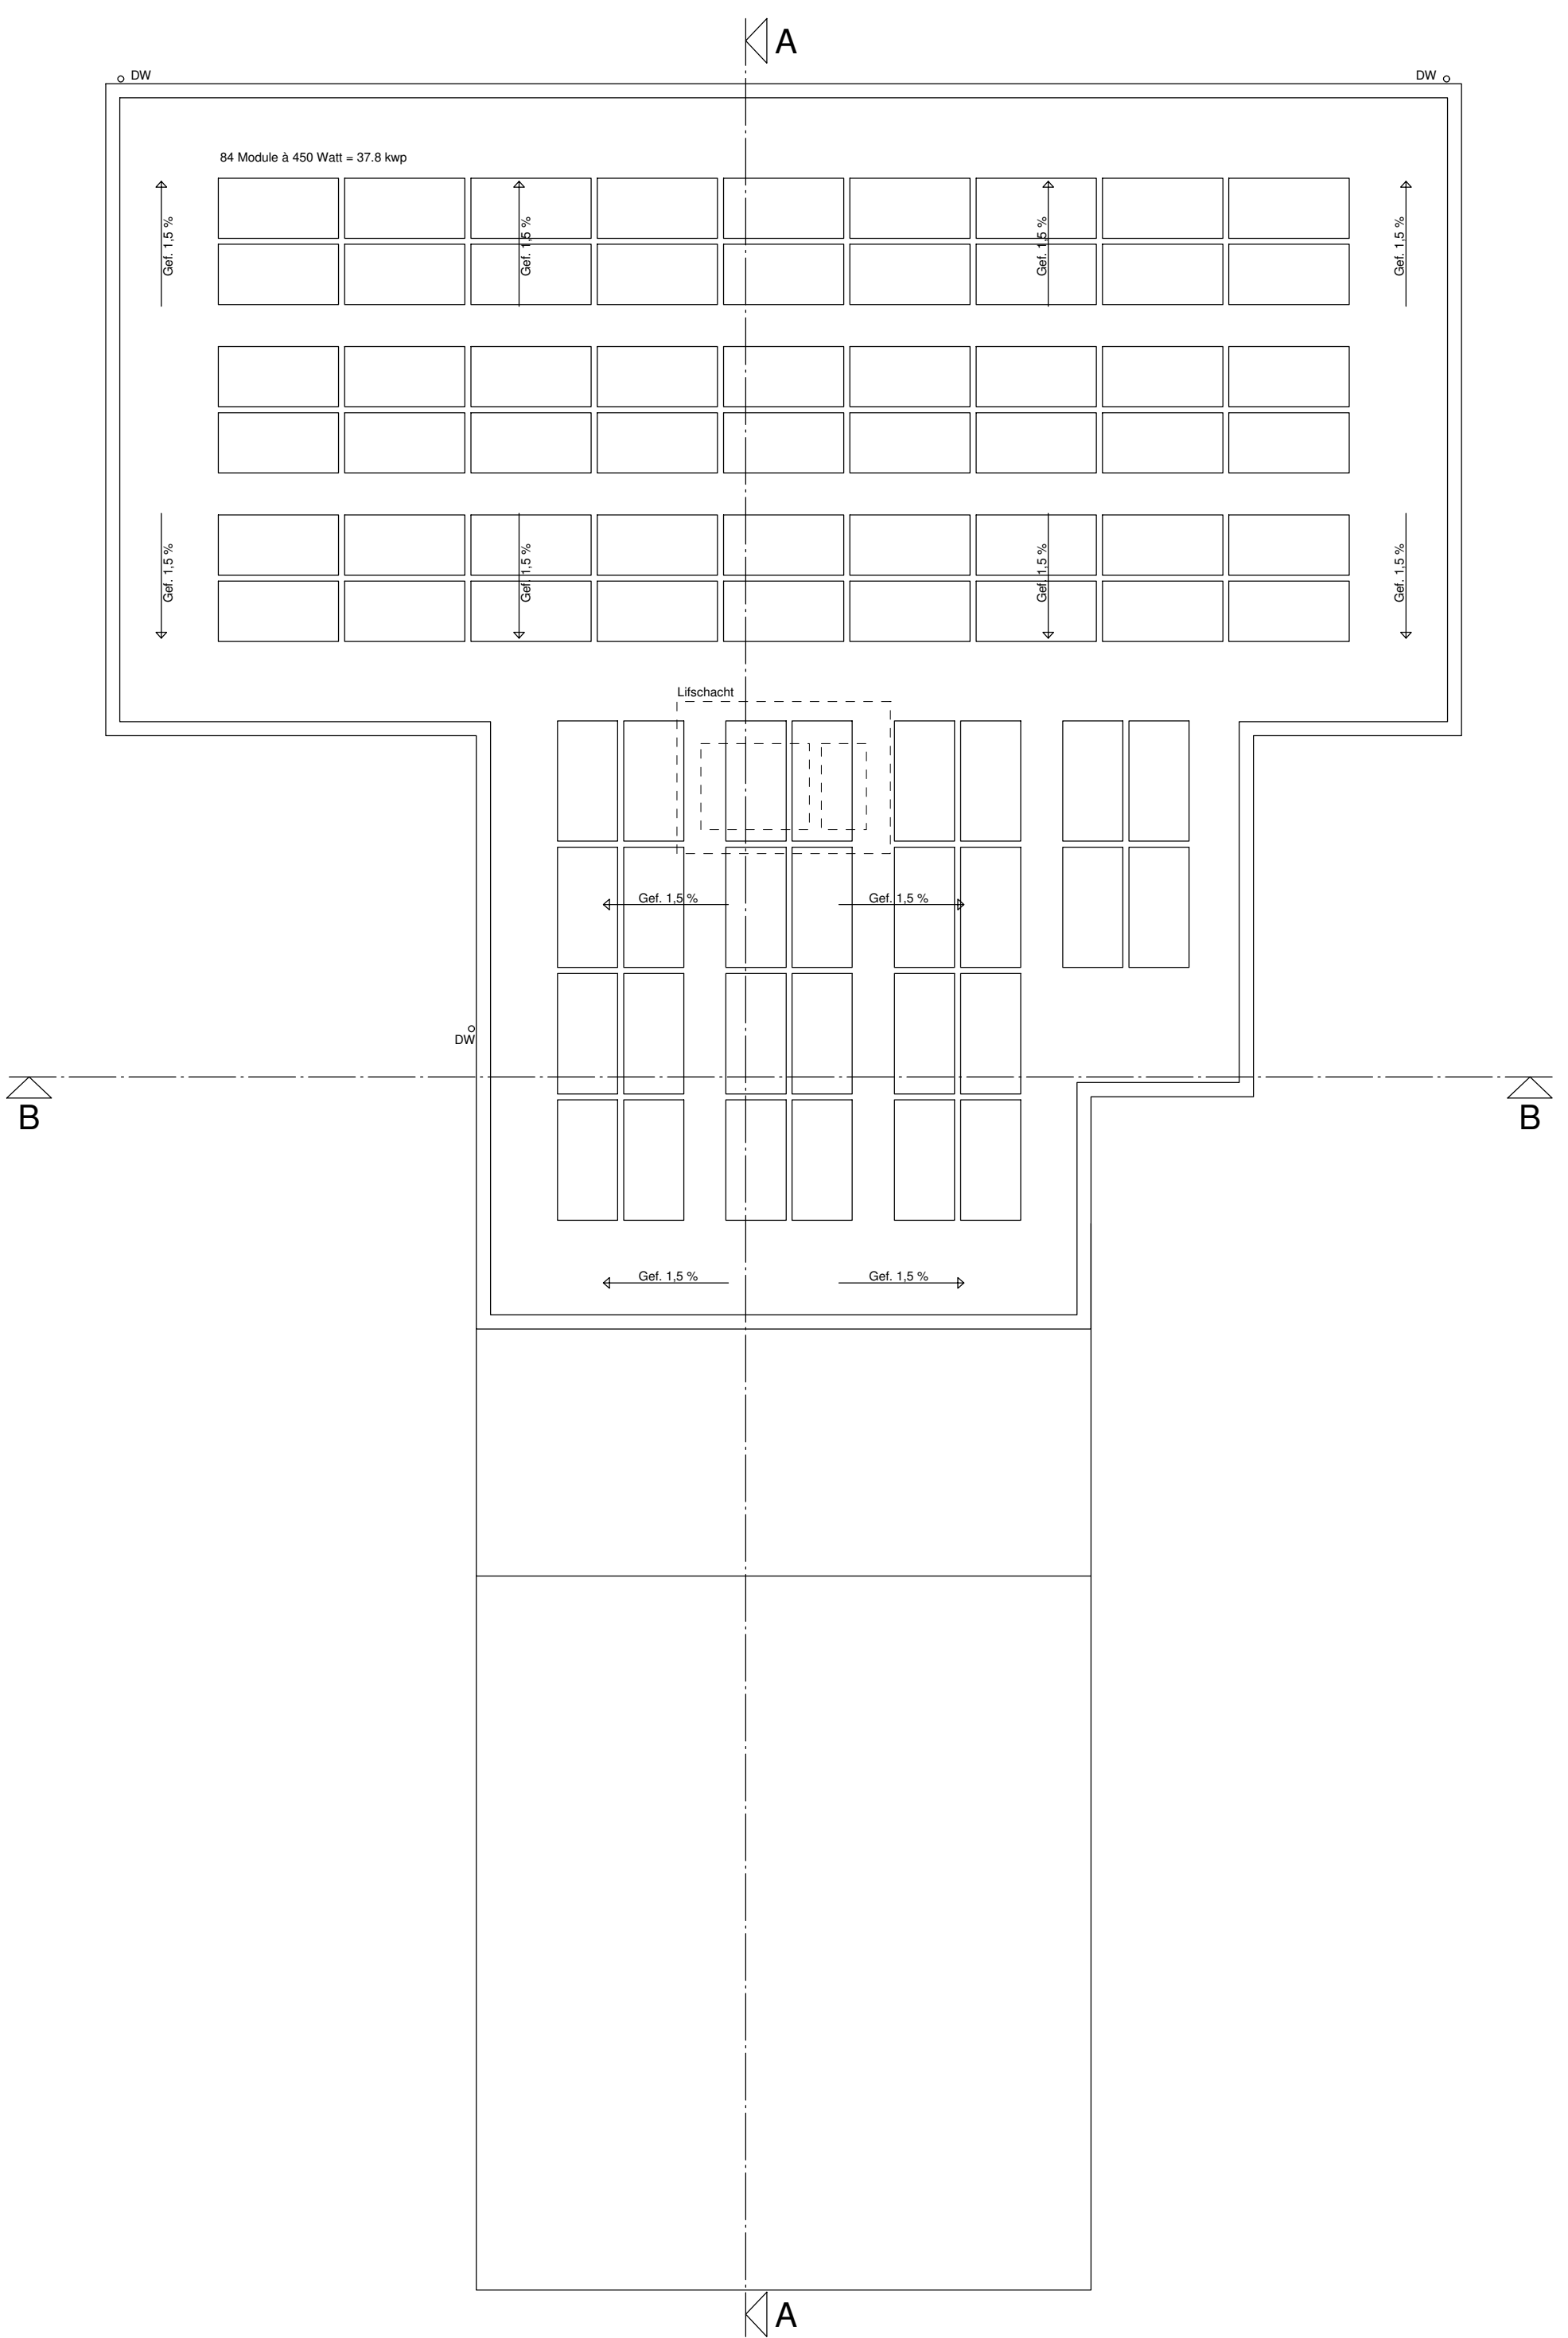 A
DW
DW
84 Module à 450 Watt = 37.8 kwp
Gef. 1,5 %
Gef. 1,5 %
Gef. 1,5 %
Gef. 1,5 %
Gef. 1,5 %
Gef. 1,5 %
Gef. 1,5 %
Gef. 1,5 %
Lifschacht
Gef. 1,5 %
Gef. 1,5 %
DW
B
B
Gef. 1,5 %
Gef. 1,5 %
A